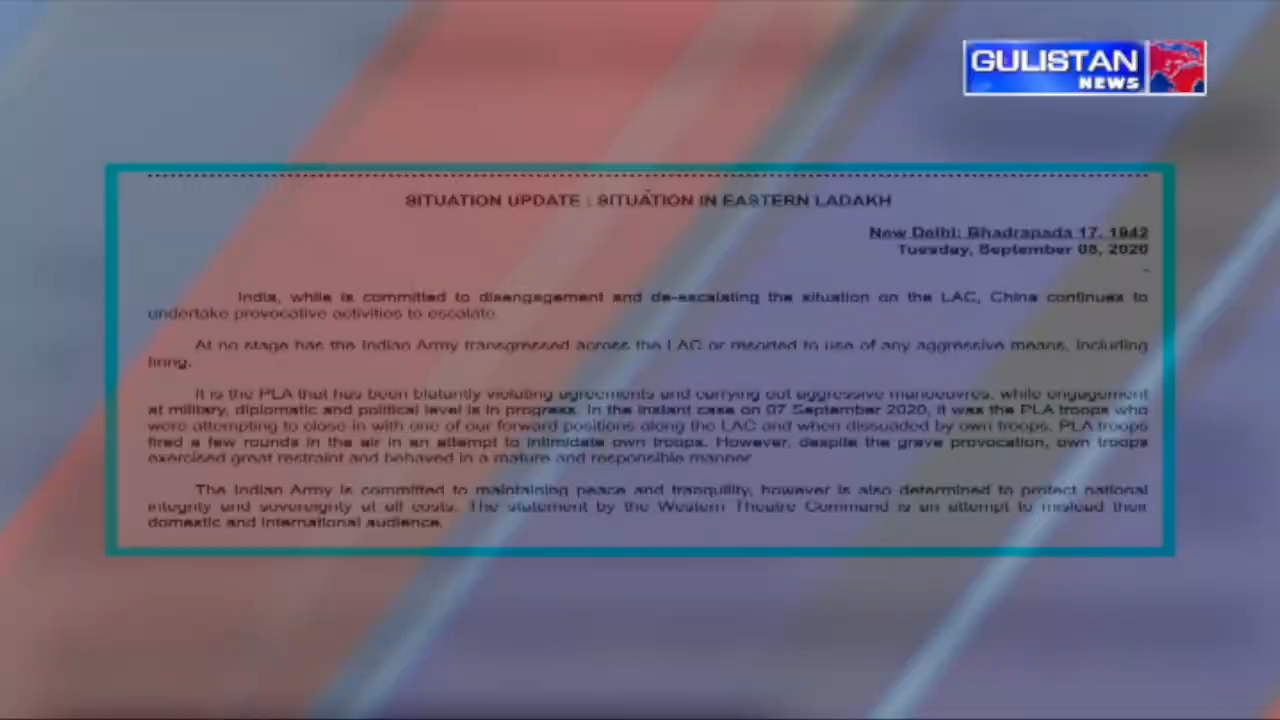 GULISTAN
NEWS
SITUATION UPDATE : SITUATION IN EASTERN LADAKH
New Delhi: Bhadrapada 17, 1942
Tuesday, September 08, 2020
India, while is committed to disengagement and de-escalating the situation on the LAC, China continues to
undertake provocative activities to escalate.
At no stage has the Indian Army transgressed across the LAC or resorted to use of any aggressive means, including
firing.
It is the PLA that has been blatantly violating agreements and carrying out aggressive manoeuvres, while engagement
at military, diplomatic and political level is in progress. In the instant case on 07 September 2020, it was the PLA troops who
were attempting to close in with one of our forward positions along the LAC and when dissuaded by own troops, PLA troops
fired a few rounds in the air in an attempt to intimidate own troops. However, despite the grave provocation, own troops
exercised great restraint and behaved in a mature and responsible manner.
The Indian Army is committed to maintaining peace and tranquility, however is also determined to protect national
integrity and sovereignty at all costs. The statement by the Western Theatre Command is an attempt to mislead their
domestic and international audience.